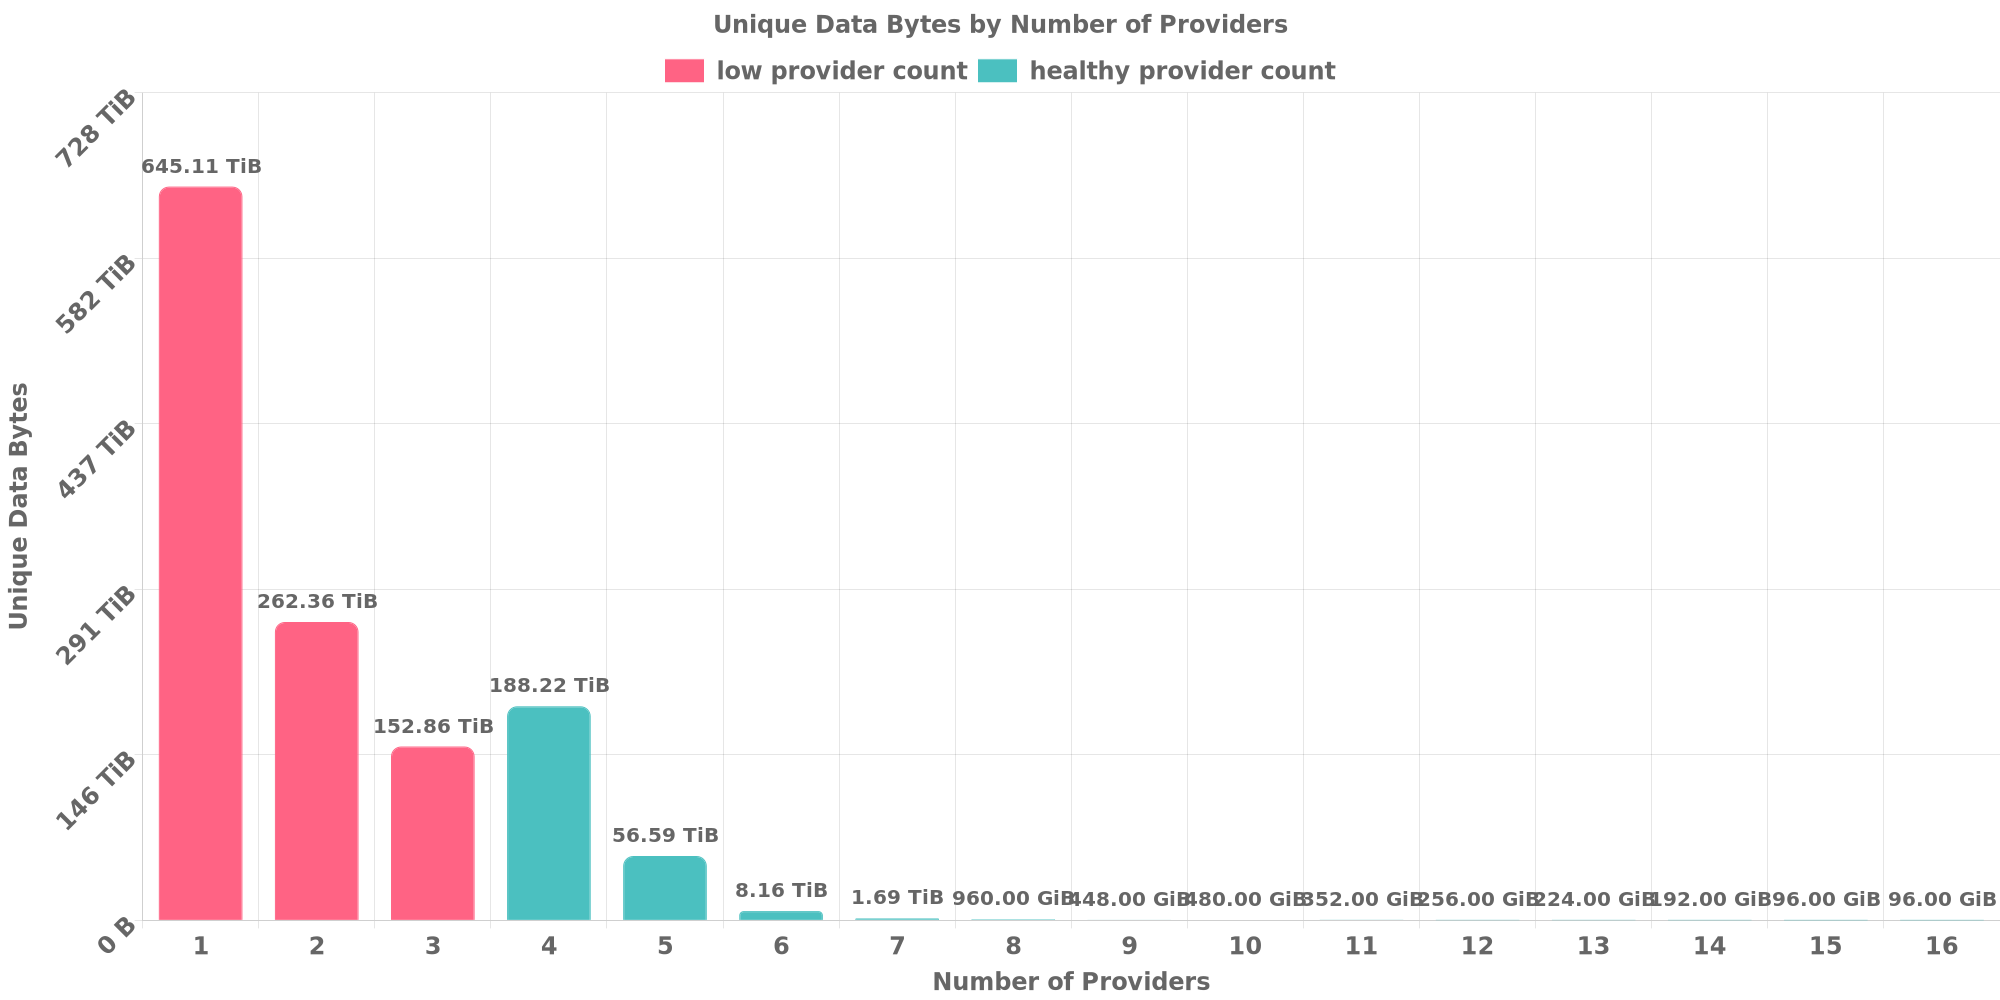 Unique Data Bytes by Number of Providers
low provider count healthy provider count
728 TiB
582 TiB
437 TiB
291 TiB
146 TiB
0 B
Unique Data Bytes
645.11 TiB
262.36 TiB
152.86 TiB
188.22 TiB
56.59 TiB
8.16 TiB
1.69 TiB
960.00 GiB
448.00 GiB
480.00 GiB
352.00 GiB
256.00 GiB
224.00 GiB
192.00 GiB
96.00 GiB
96.00 GiB
1 2 3 4 5 6 7 8 9 10 11 12 13 14 15 16
Number of Providers